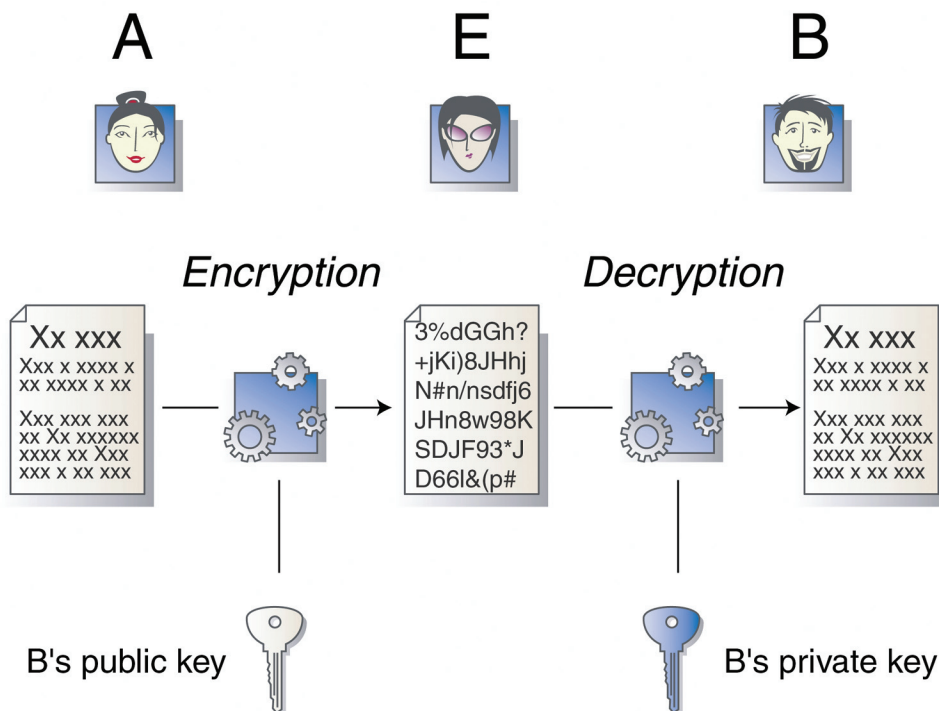 A
E
B
Encryption
Decryption
Xx xxx
Xxx x xxxx x
xx xxxx x xx
Xxx xxx xxx
xx Xx xxxxxx
xxxx xx Xxx
xxx x xx xxx
3%dGGh?
+jKi)8JHhj
N#n/nsdfj6
JHn8w98K
SDJF93*J
D66l&(p#
Xx xxx
Xxx x xxxx x
xx xxxx x xx
Xxx xxx xxx
xx Xx xxxxxx
xxxx xx Xxx
xxx x xx xxx
B's public key
B's private key